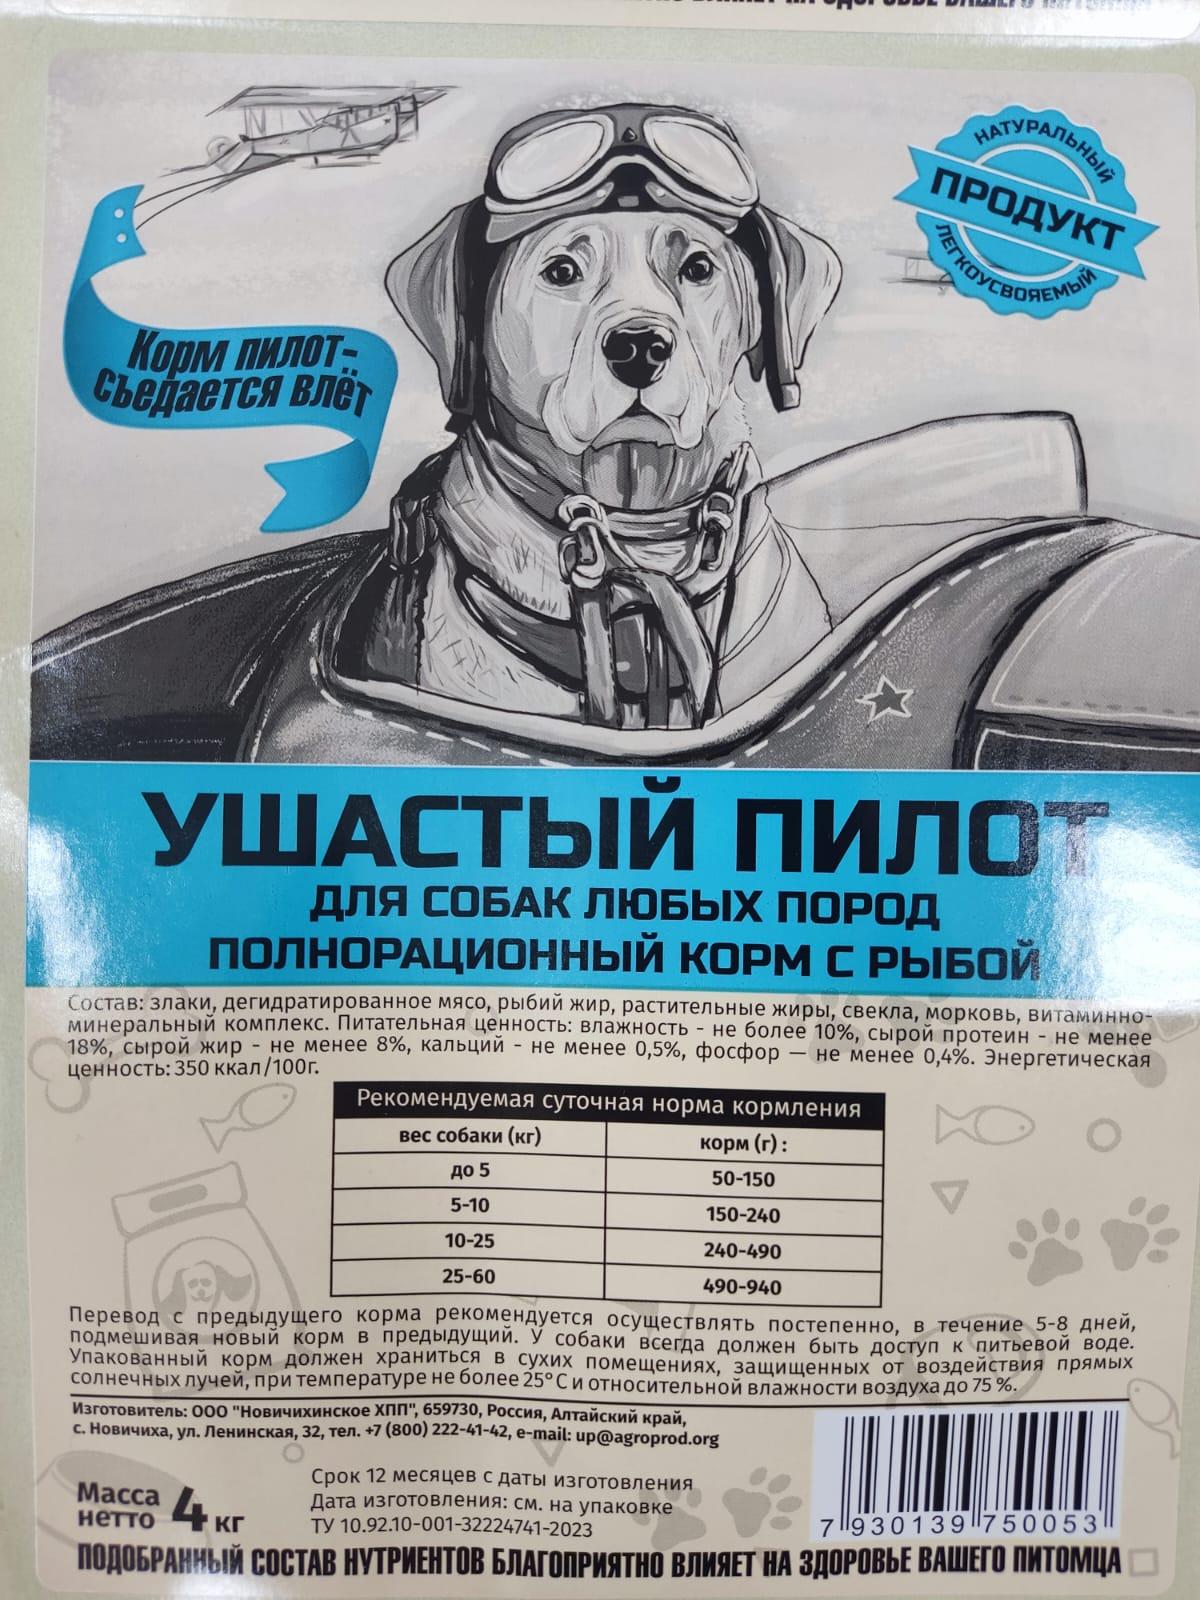 НАТУРАЛЬНЫЙ
ПРОДУКТ
ЛЕГКОУСВОЯЕМЫЙ
Корм пилот-
съедается влёт
УШАСТЫЙ ПИЛОТ
ДЛЯ СОБАК ЛЮБЫХ ПОРОД
ПОЛНОРАЦИОННЫЙ КОРМ С РЫБОЙ
Состав: злаки, дегидратированное мясо, рыбий жир, растительные жиры, свекла, морковь, витаминно-
минеральный комплекс. Питательная ценность: влажность - не более 10%, сырой протеин - не менее
18%, сырой жир - не менее 8%, кальций - не менее 0,5%, фосфор — не менее 0,4%. Энергетическая
ценность: 350 ккал/100г.
Рекомендуемая суточная норма кормления
вес собаки (кг) корм (г) :
до 5 50-150
5-10 150-240
10-25 240-490
25-60 490-940
Перевод с предыдущего корма рекомендуется осуществлять постепенно, в течение 5-8 дней,
подмешивая новый корм в предыдущий. У собаки всегда должен быть доступ к питьевой воде.
Упакованный корм должен храниться в сухих помещениях, защищенных от воздействия прямых
солнечных лучей, при температуре не более 25°С и относительной влажности воздуха до 75 %.
Изготовитель: ООО "Новичихинское ХПП", 659730, Россия, Алтайский край,
с. Новичиха, ул. Ленинская, 32, тел. +7 (800) 222-41-42, e-mail: up@agroprod.org
Масса
нетто 4 кг
Срок 12 месяцев с даты изготовления
Дата изготовления: см. на упаковке
ТУ 10.92.10-001-32224741-2023
7 930139 750053
ПОДОБРАННЫЙ СОСТАВ НУТРИЕНТОВ БЛАГОПРИЯТНО ВЛИЯЕТ НА ЗДОРОВЬЕ ВАШЕГО ПИТОМЦА